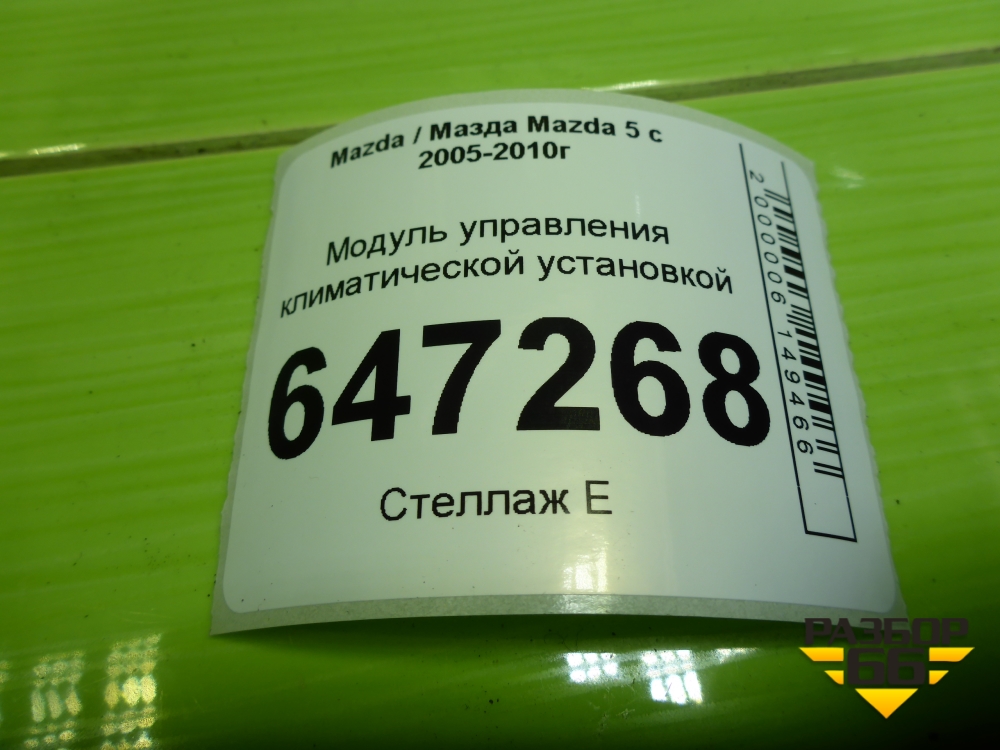 Mazda / Мазда Mazda 5 с
2005-2010г
Модуль управления
климатической установкой
647268
Стеллаж Е
2000006149466
РАЗБОР
66